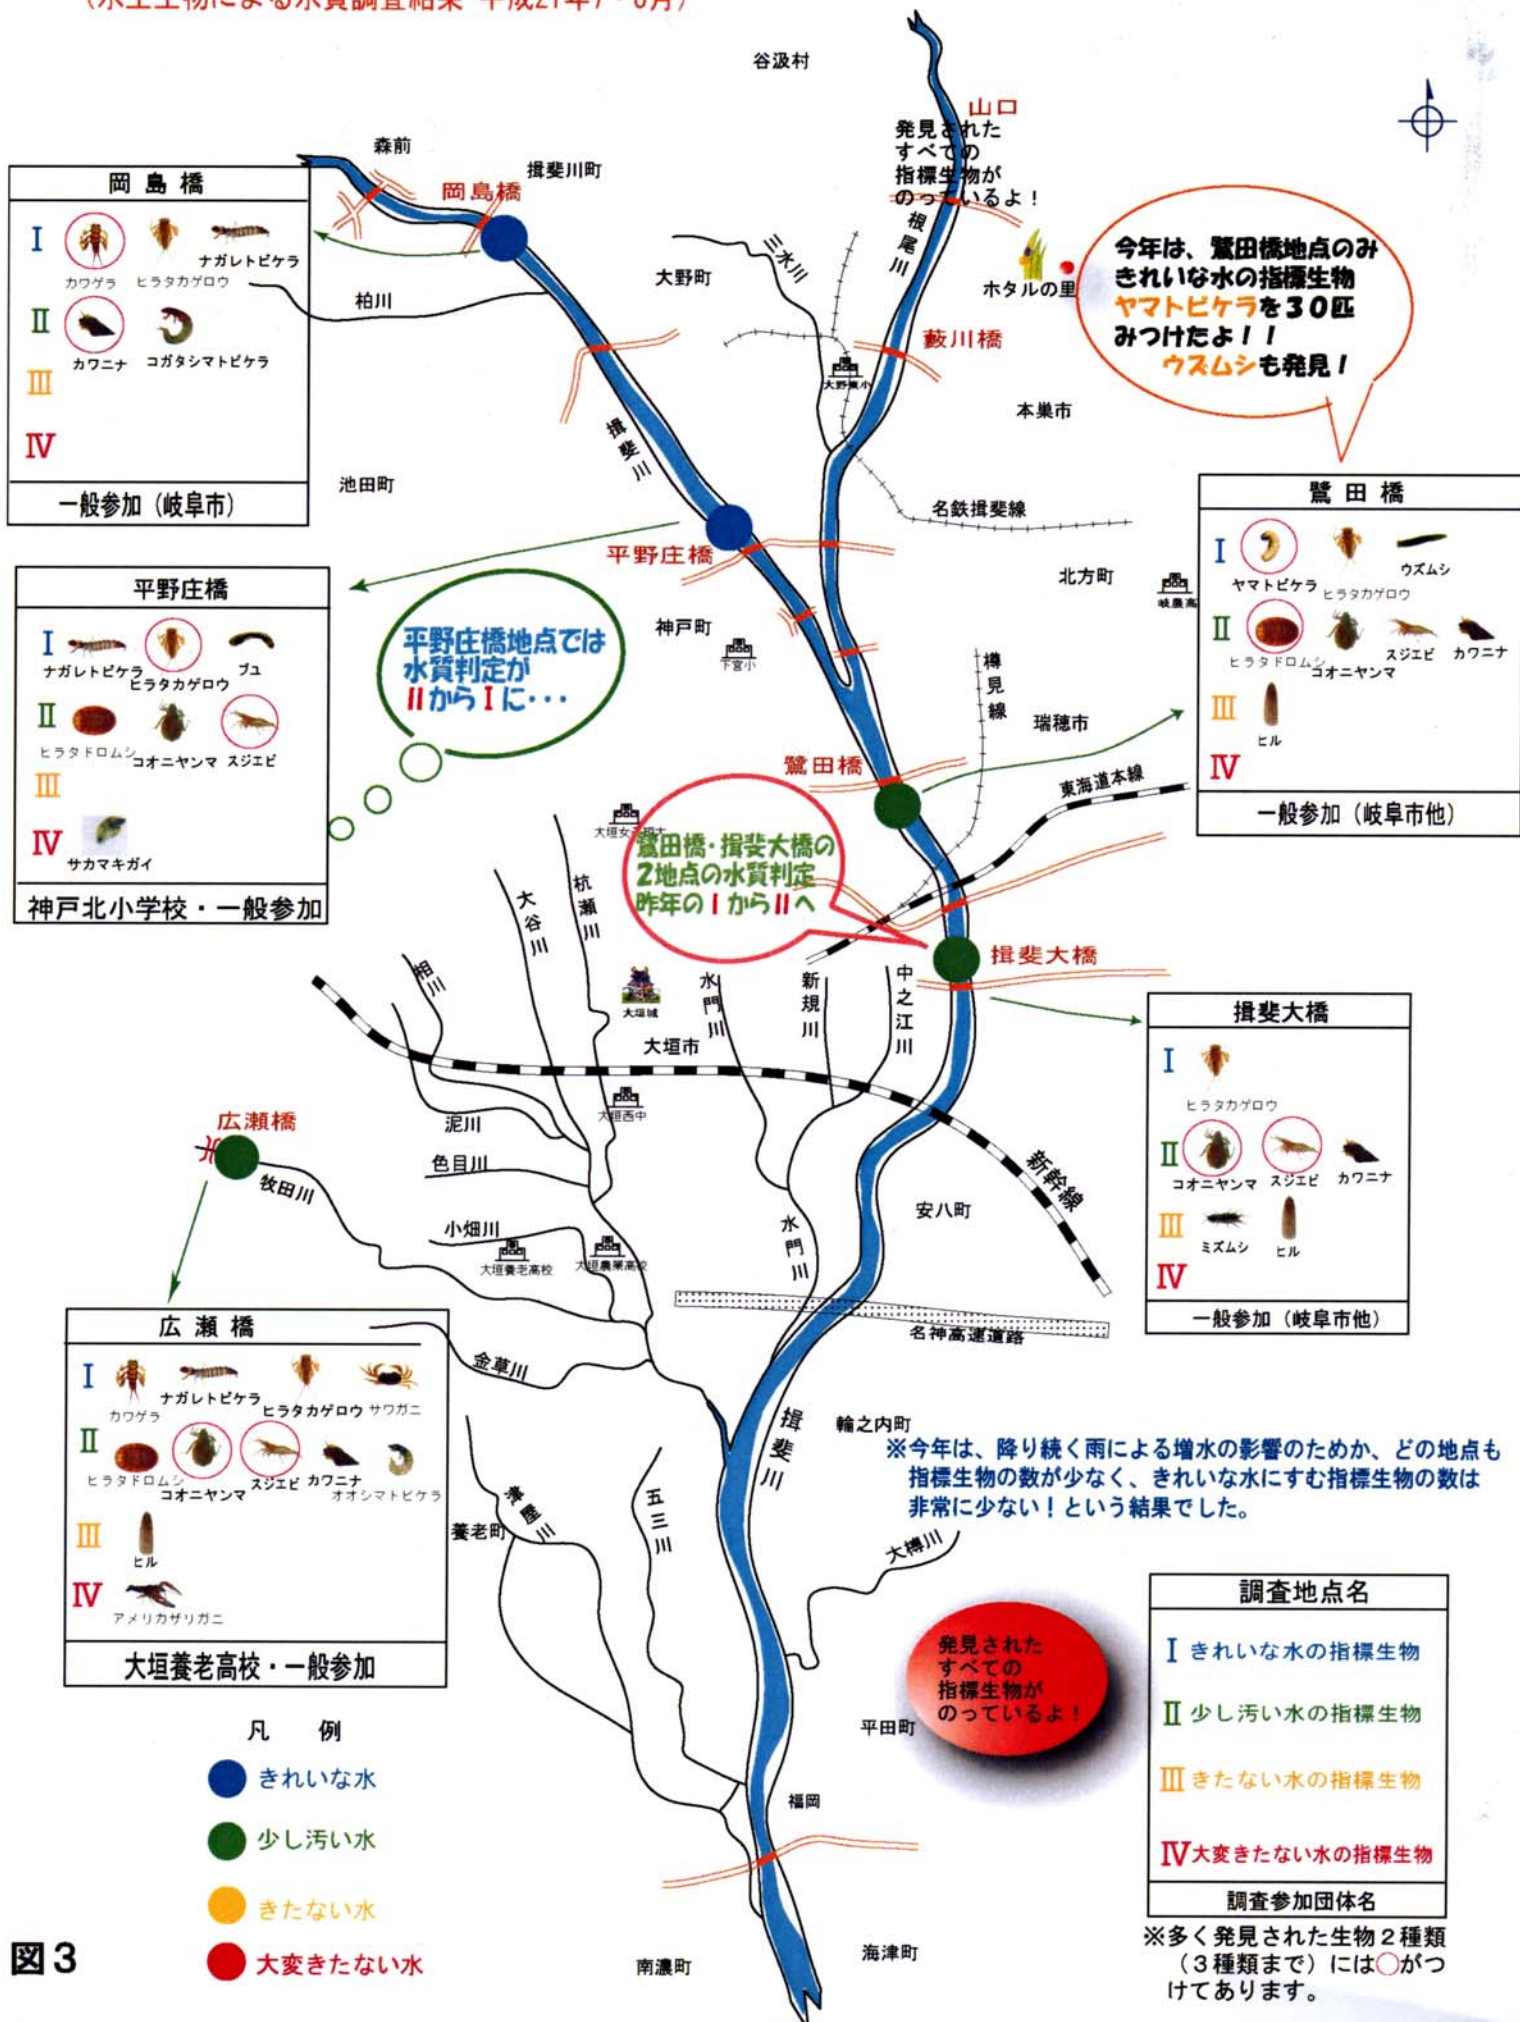 谷汲村
山口
発見された
すべての
指標生物が
のっているよ！
根尾川
森前
揖斐川町
岡島橋
岡島橋
Ⅰ
カワゲラ ヒラタカゲロウ ナガレトビケラ
Ⅱ
カワニナ コガタシマトビケラ
Ⅲ
Ⅳ
一般参加（岐阜市）
柏川
大野町
三水川
ホタルの里
今年は、鷺田橋地点のみ
きれいな水の指標生物
ヤマトビケラを３０匹
みつけたよ！！
ウズムシも発見！
藪川橋
大野東小
本巣市
揖斐川
池田町
名鉄揖斐線
平野庄橋
北方町
岐農高
鷺田橋
Ⅰ
ヤマトビケラ ヒラタカゲロウ ウズムシ
Ⅱ
ヒラタドロムシ コオニヤンマ スジエビ カワニナ
Ⅲ
ヒル
Ⅳ
一般参加（岐阜市他）
平野庄橋
Ⅰ
ナガレトビケラ ヒラタカゲロウ ブユ
Ⅱ
ヒラタドロムシ コオニヤンマ スジエビ
Ⅲ
Ⅳ
サカマキガイ
神戸北小学校・一般参加
平野庄橋地点では
水質判定が
ⅡからⅠに・・・
神戸町
下宮小
樽見線
瑞穂市
鷺田橋
東海道本線
鷺田橋・揖斐大橋の
2地点の水質判定
昨年のⅠからⅡへ
大谷川
杭瀬川
相川
大垣城
水門川
新規川
中之江川
揖斐大橋
大垣市
大垣西中
揖斐大橋
Ⅰ
ヒラタカゲロウ
Ⅱ
コオニヤンマ スジエビ カワニナ
Ⅲ
ミズムシ ヒル
Ⅳ
一般参加（岐阜市他）
広瀬橋
泥川
色目川
牧田川
新幹線
安八町
小畑川
大垣養老高校
大垣農業高校
水門川
名神高速道路
広瀬橋
Ⅰ
カワゲラ ナガレトビケラ ヒラタカゲロウ サワガニ
Ⅱ
ヒラタドロムシ コオニヤンマ スジエビ カワニナ オオシマトビケラ
Ⅲ
ヒル
Ⅳ
アメリカザリガニ
大垣養老高校・一般参加
金草川
揖斐川
輪之内町
※今年は、降り続く雨による増水の影響のためか、どの地点も
指標生物の数が少なく、きれいな水にすむ指標生物の数は
非常に少ない！という結果でした。
養老町
津屋川
五三川
大榑川
発見された
すべての
指標生物が
のっているよ！
平田町
福岡
調査地点名
Ⅰ きれいな水の指標生物
Ⅱ 少し汚い水の指標生物
Ⅲ きたない水の指標生物
Ⅳ 大変きたない水の指標生物
調査参加団体名
※多く発見された生物２種類
（３種類まで）には○がつ
けてあります。
凡 例
きれいな水
少し汚い水
きたない水
大変きたない水
図3
南濃町
海津町